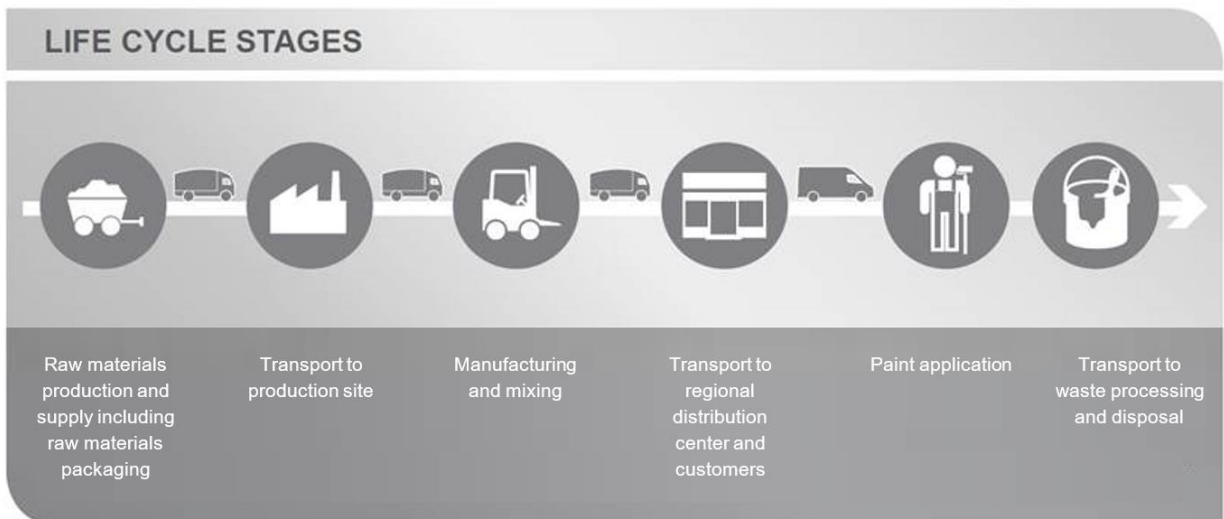 LIFE CYCLE STAGES
Raw materials
production and
supply including
raw materials
packaging
Transport to
production site
Manufacturing
and mixing
Transport to
regional
distribution
center and
customers
Paint application
Transport to
waste processing
and disposal